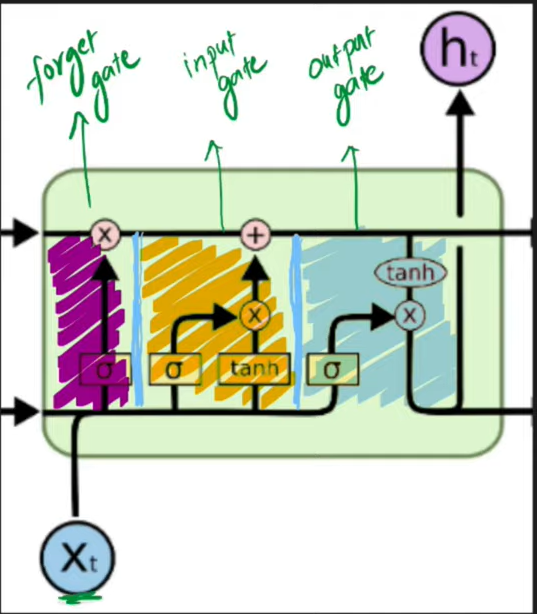 forget
gate
input
gate
output
gate
ht
x
+
tanh
x
x
σ
σ
tanh
σ
Xt